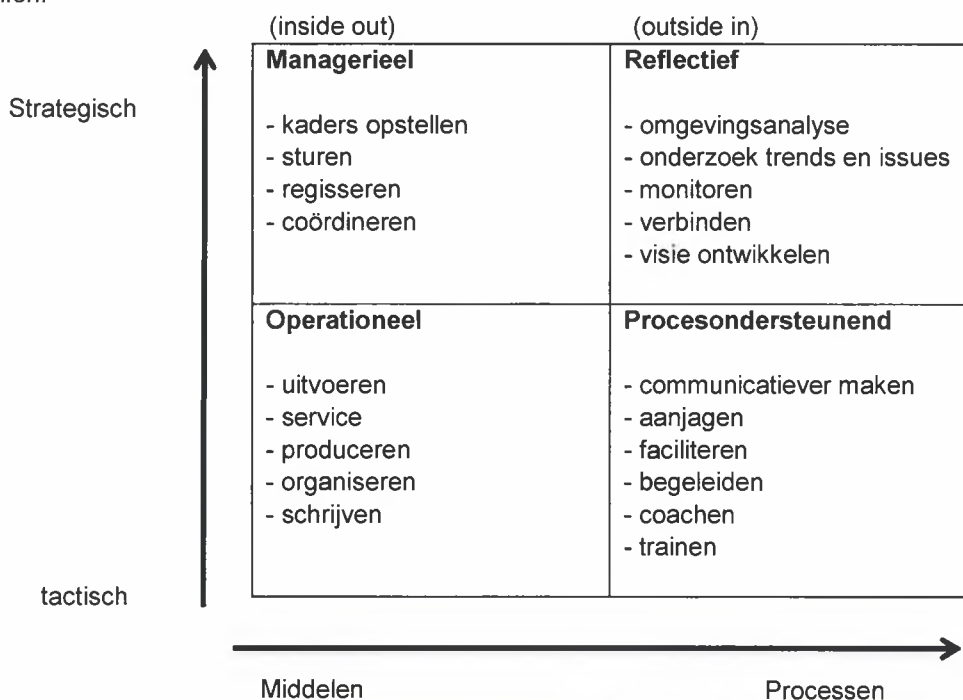 (inside out) (outside in)
Managerieel Reflectief
Strategisch
- kaders opstellen - omgevingsanalyse
- sturen - onderzoek trends en issues
- regisseren - monitoren
- coördineren - verbinden
- visie ontwikkelen
Operationeel Procesondersteunend
- uitvoeren - communicatiever maken
- service - aanjagen
- produceren - faciliteren
- organiseren - begeleiden
- schrijven - coachen
- trainen
tactisch
Middelen Processen